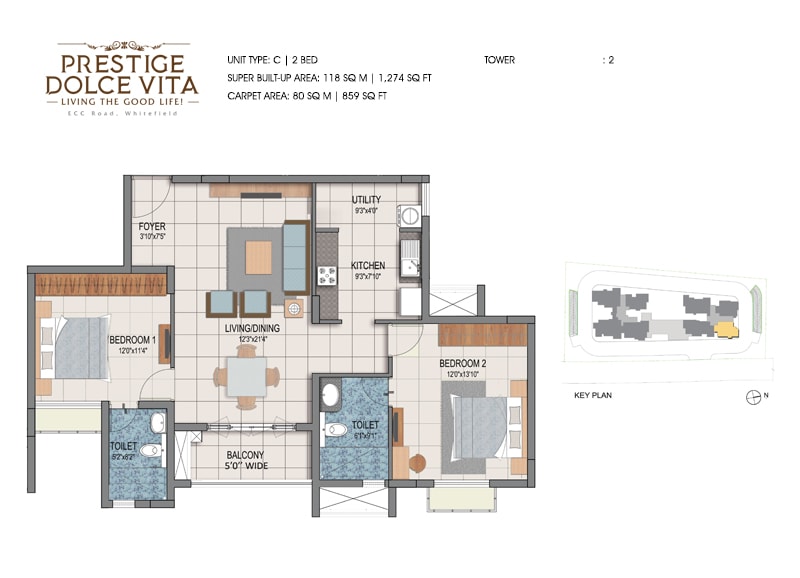 PRESTIGE
DOLCE VITA
LIVING THE GOOD LIFE!
ECC Road, Whitefield
UNIT TYPE: C | 2 BED
SUPER BUILT-UP AREA: 118 SQ M | 1,274 SQ FT
CARPET AREA: 80 SQ M | 859 SQ FT
TOWER : 2
UTILITY
9'3"x4'0"
FOYER
3'10"x7'5"
KITCHEN
9'3"x7'10"
LIVING/DINING
12'3"x21'4"
BEDROOM 1
12'0"x11'4"
BEDROOM 2
12'0"x13'10"
TOILET
5'2"x8'2"
BALCONY
5'0" WIDE
TOILET
6'1"x9'1"
KEY PLAN
N